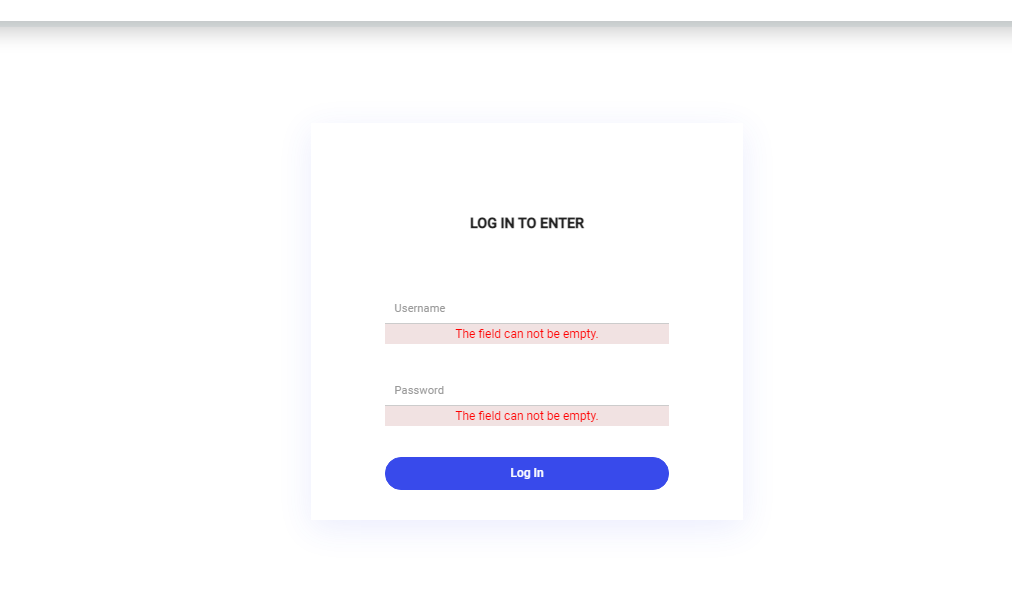 LOG IN TO ENTER
Username
The field can not be empty.
Password
The field can not be empty.
Log In